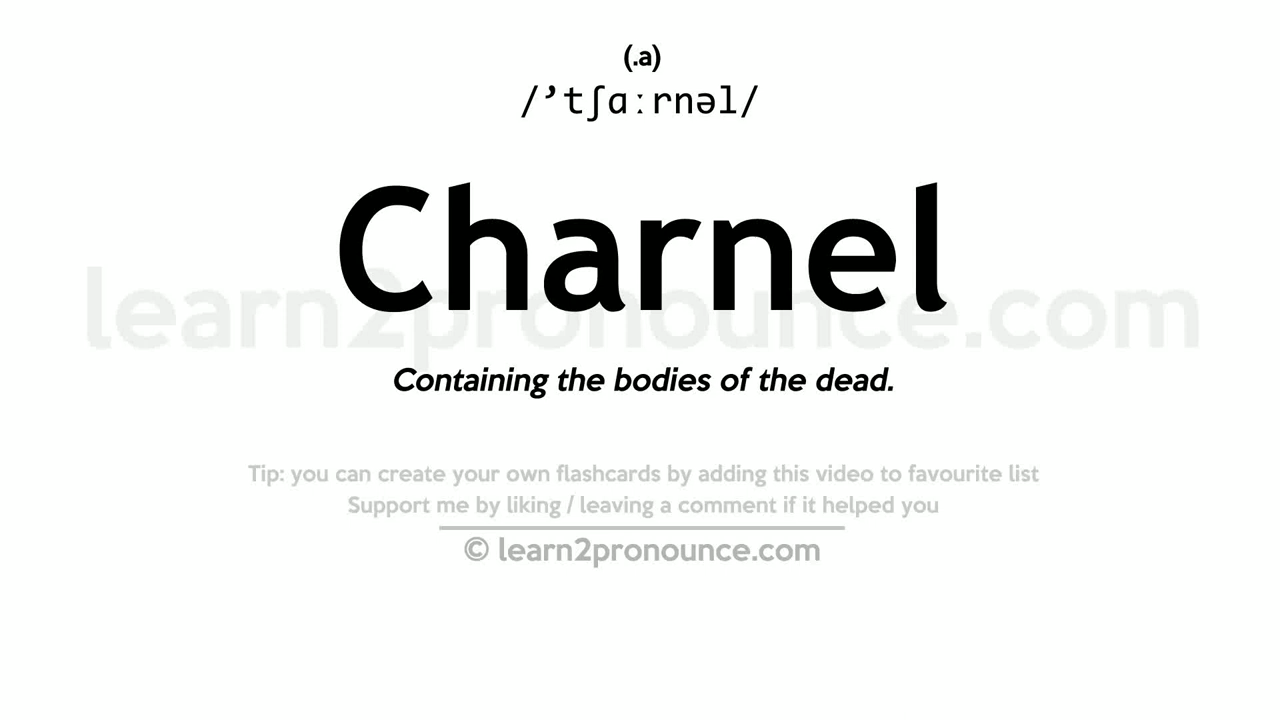 (.a)
/’tʃɑːrnəl/
Charnel
learn2pronounce.com
Containing the bodies of the dead.
Tip: you can create your own flashcards by adding this video to favourite list
Support me by liking / leaving a comment if it helped you
© learn2pronounce.com